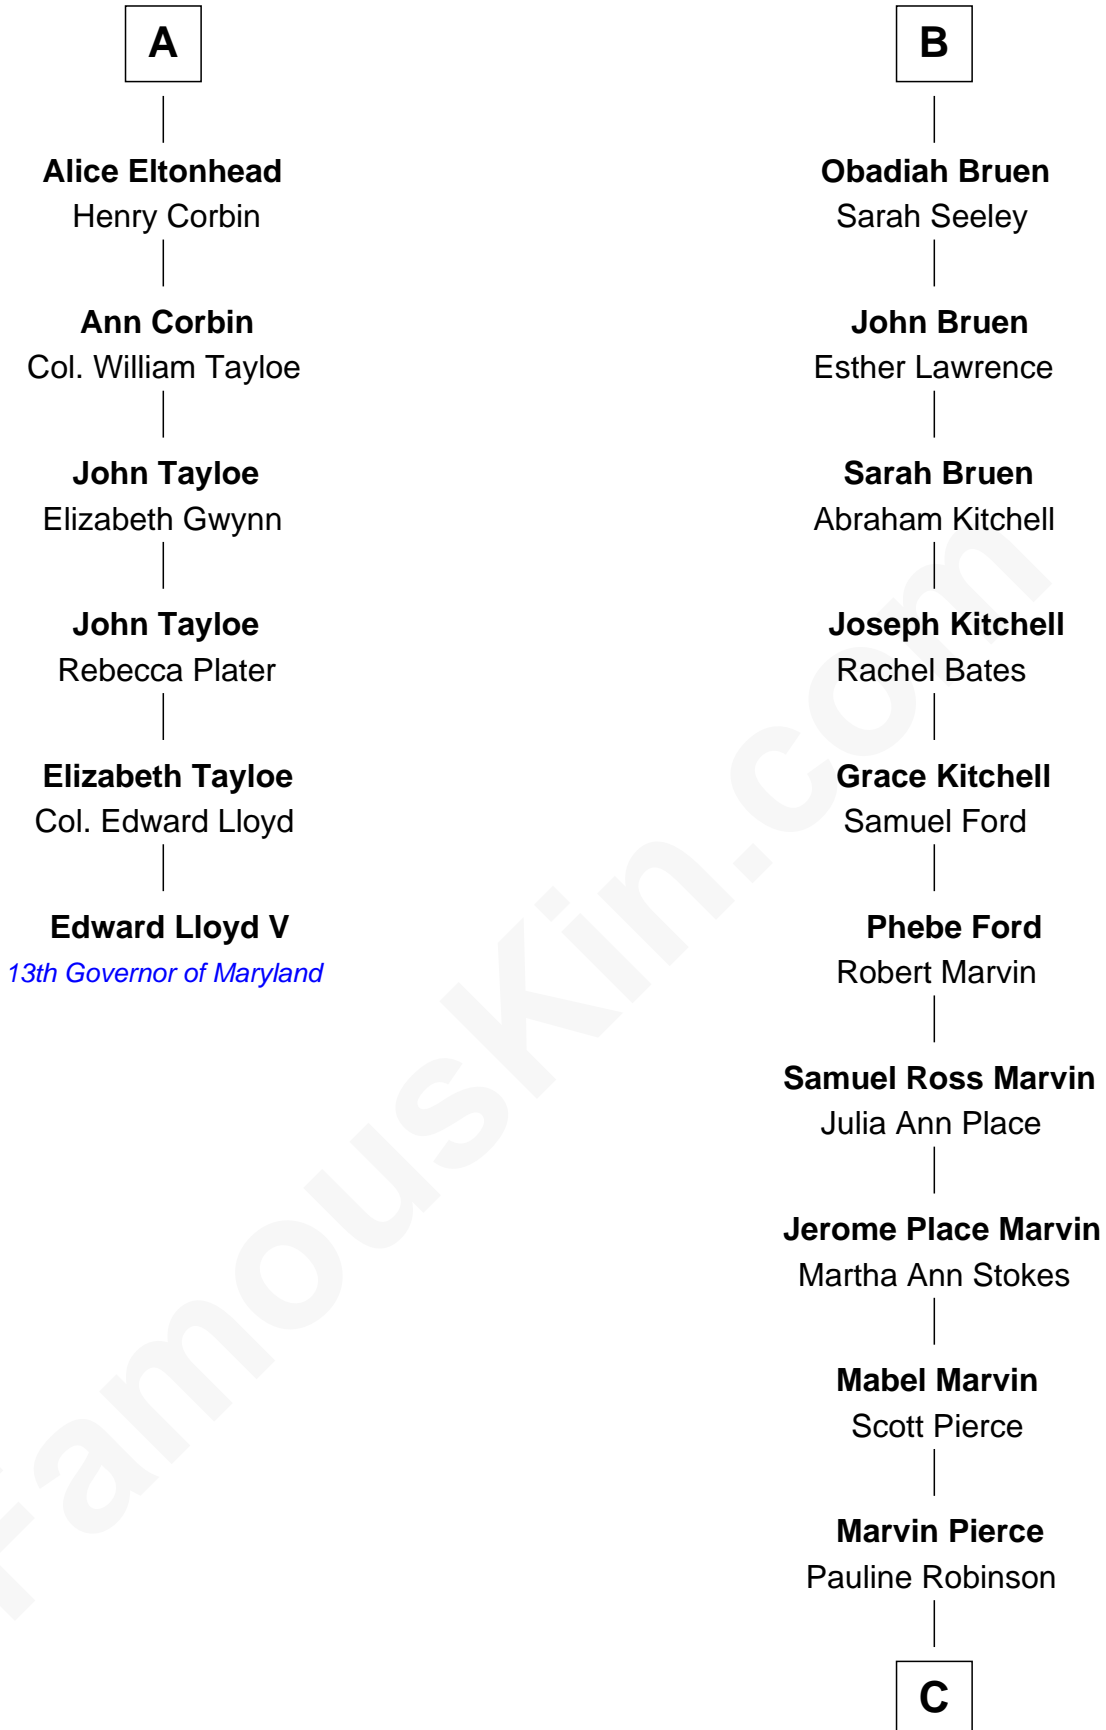 A
Alice Eltonhead
Henry Corbin
Ann Corbin
Col. William Tayloe
John Tayloe
Elizabeth Gwynn
John Tayloe
Rebecca Plater
Elizabeth Tayloe
Col. Edward Lloyd
Edward Lloyd V
13th Governor of Maryland
B
Obadiah Bruen
Sarah Seeley
John Bruen
Esther Lawrence
Sarah Bruen
Abraham Kitchell
Joseph Kitchell
Rachel Bates
Grace Kitchell
Samuel Ford
Phebe Ford
Robert Marvin
Samuel Ross Marvin
Julia Ann Place
Jerome Place Marvin
Martha Ann Stokes
Mabel Marvin
Scott Pierce
Marvin Pierce
Pauline Robinson
C
FamousKin.com